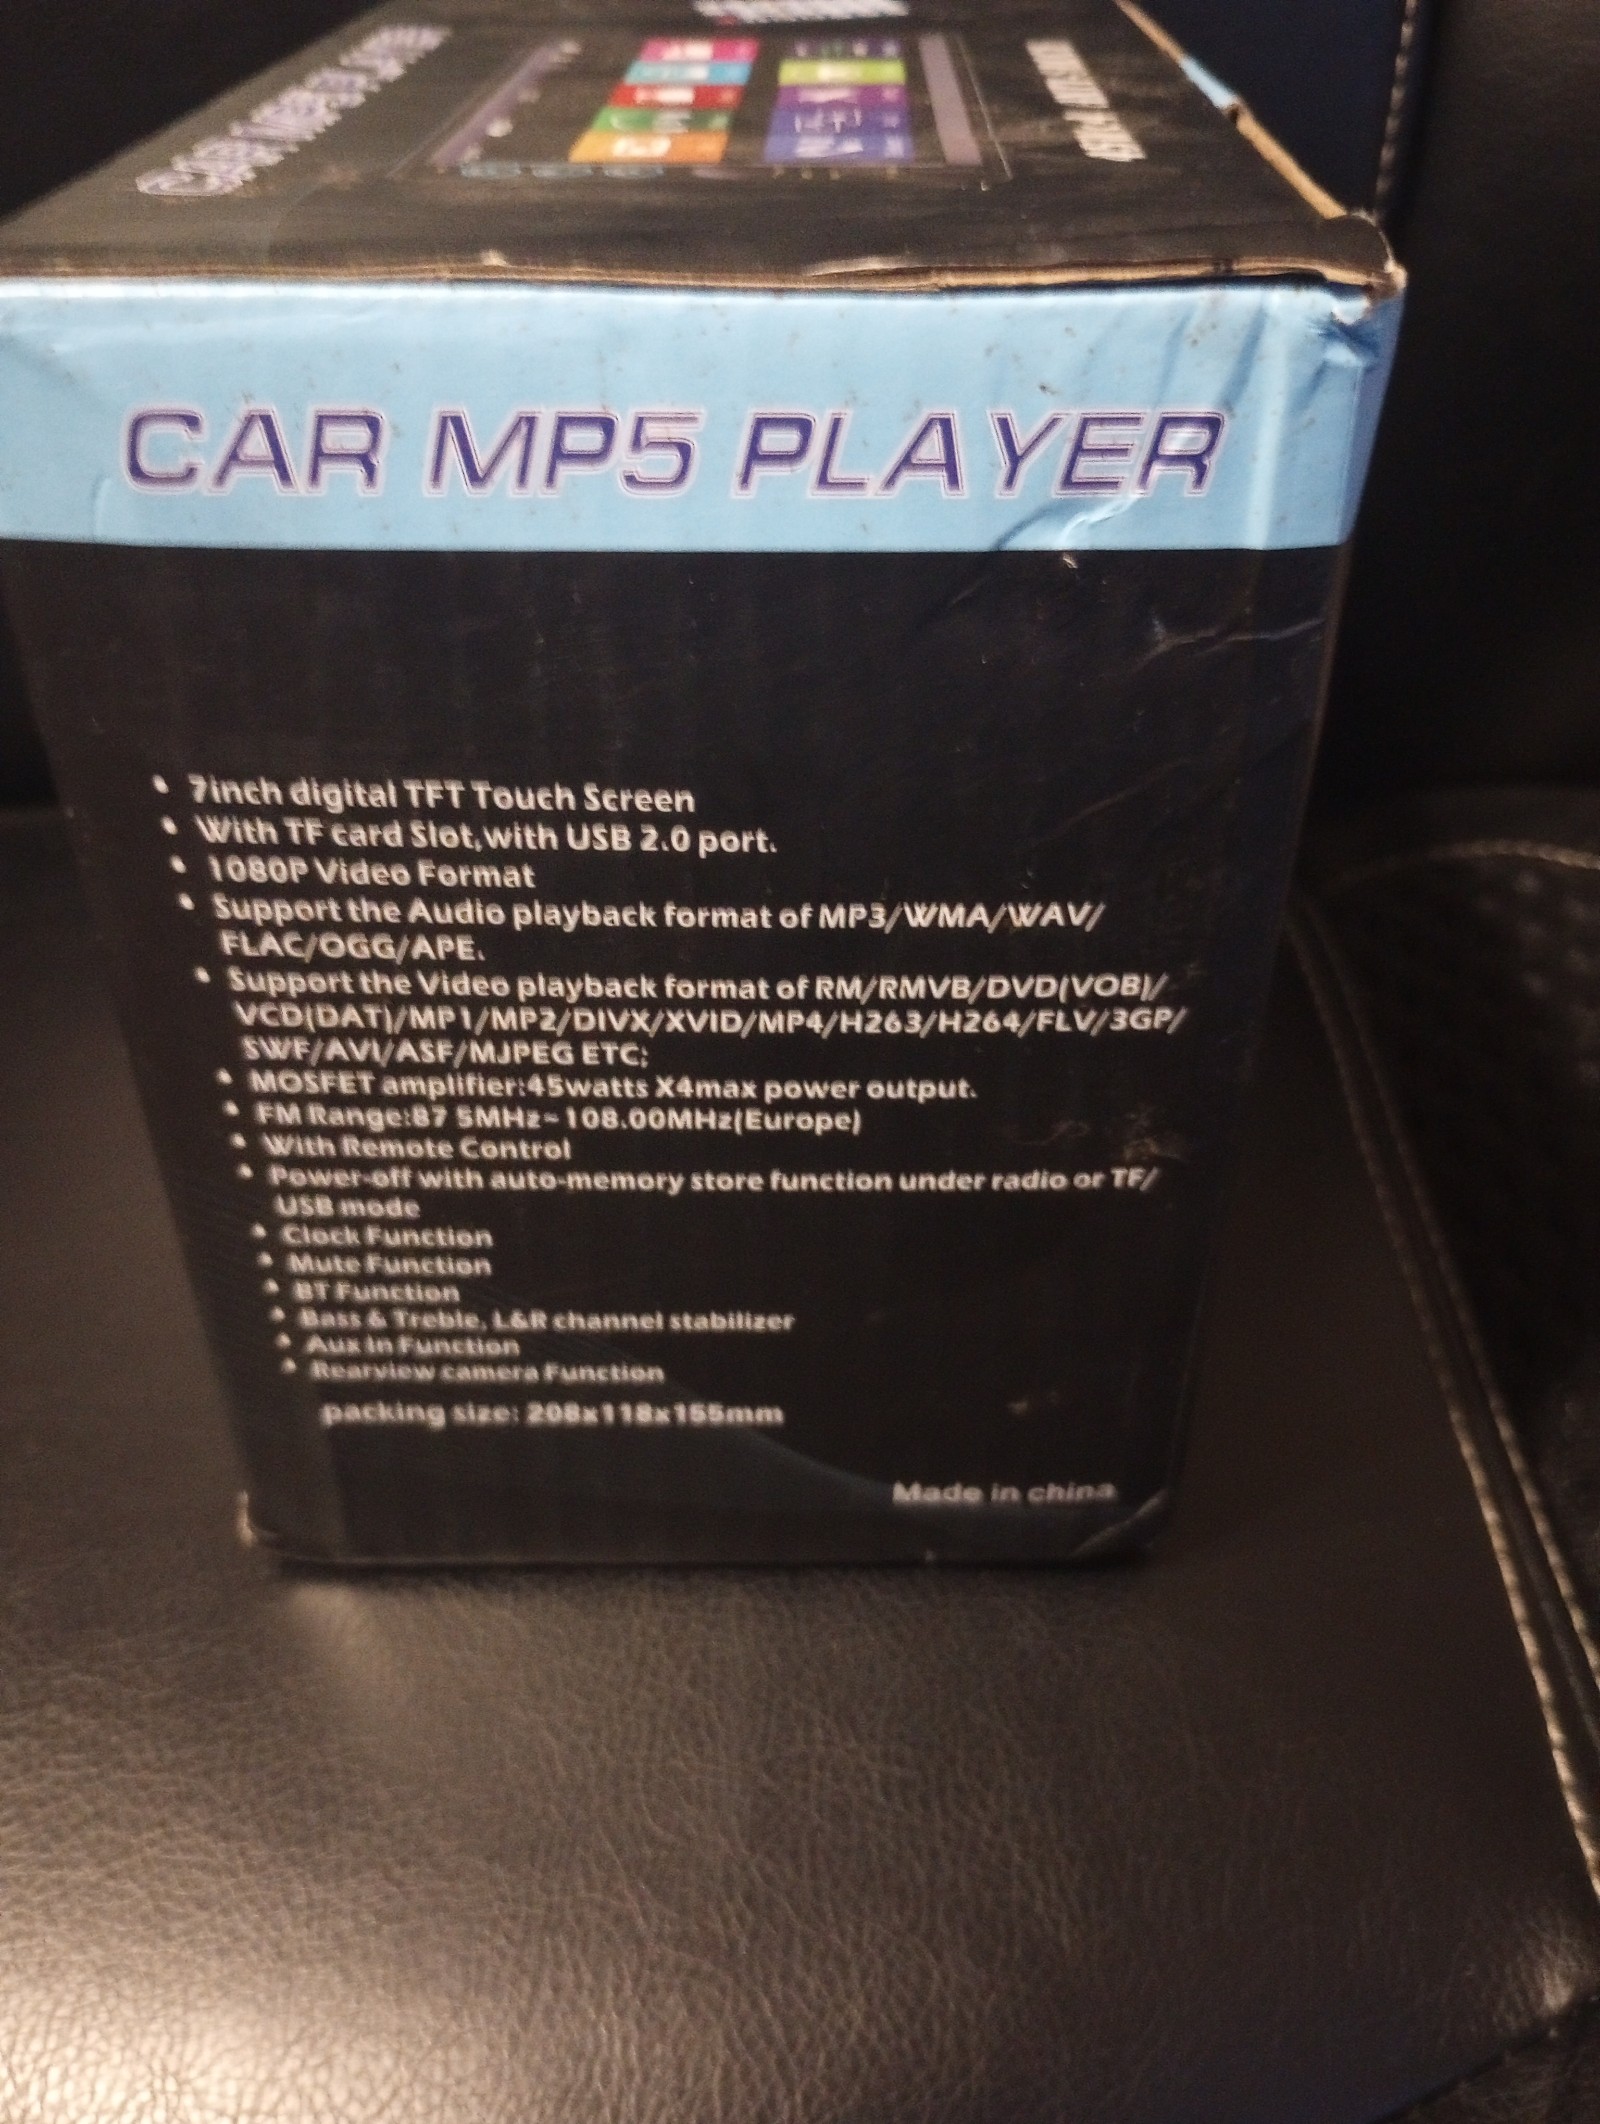 CAR MP5 PLAYER
CAR MP5 PLAYER
• 7inch digital TFT Touch Screen
• With TF card Slot,with USB 2.0 port.
• 1080P Video Format
• Support the Audio playback format of MP3/WMA/WAV/
FLAC/OGG/APE.
• Support the Video playback format of RM/RMVB/DVD(VOB)/
VCD(DAT)/MP1/MP2/DIVX/XVID/MP4/H263/H264/FLV/3GP/
SWF/AVI/ASF/MJPEG ETC;
• MOSFET amplifier:45watts X4max power output.
• FM Range:87 5MHz~108.00MHz(Europe)
• With Remote Control
• Power-off with auto-memory store function under radio or TF/
USB mode
• Clock Function
• Mute Function
• BT Function
• Bass & Treble, L&R channel stabilizer
• Aux in Function
• Rearview camera Function
packing size: 208x118x155mm
Made in china